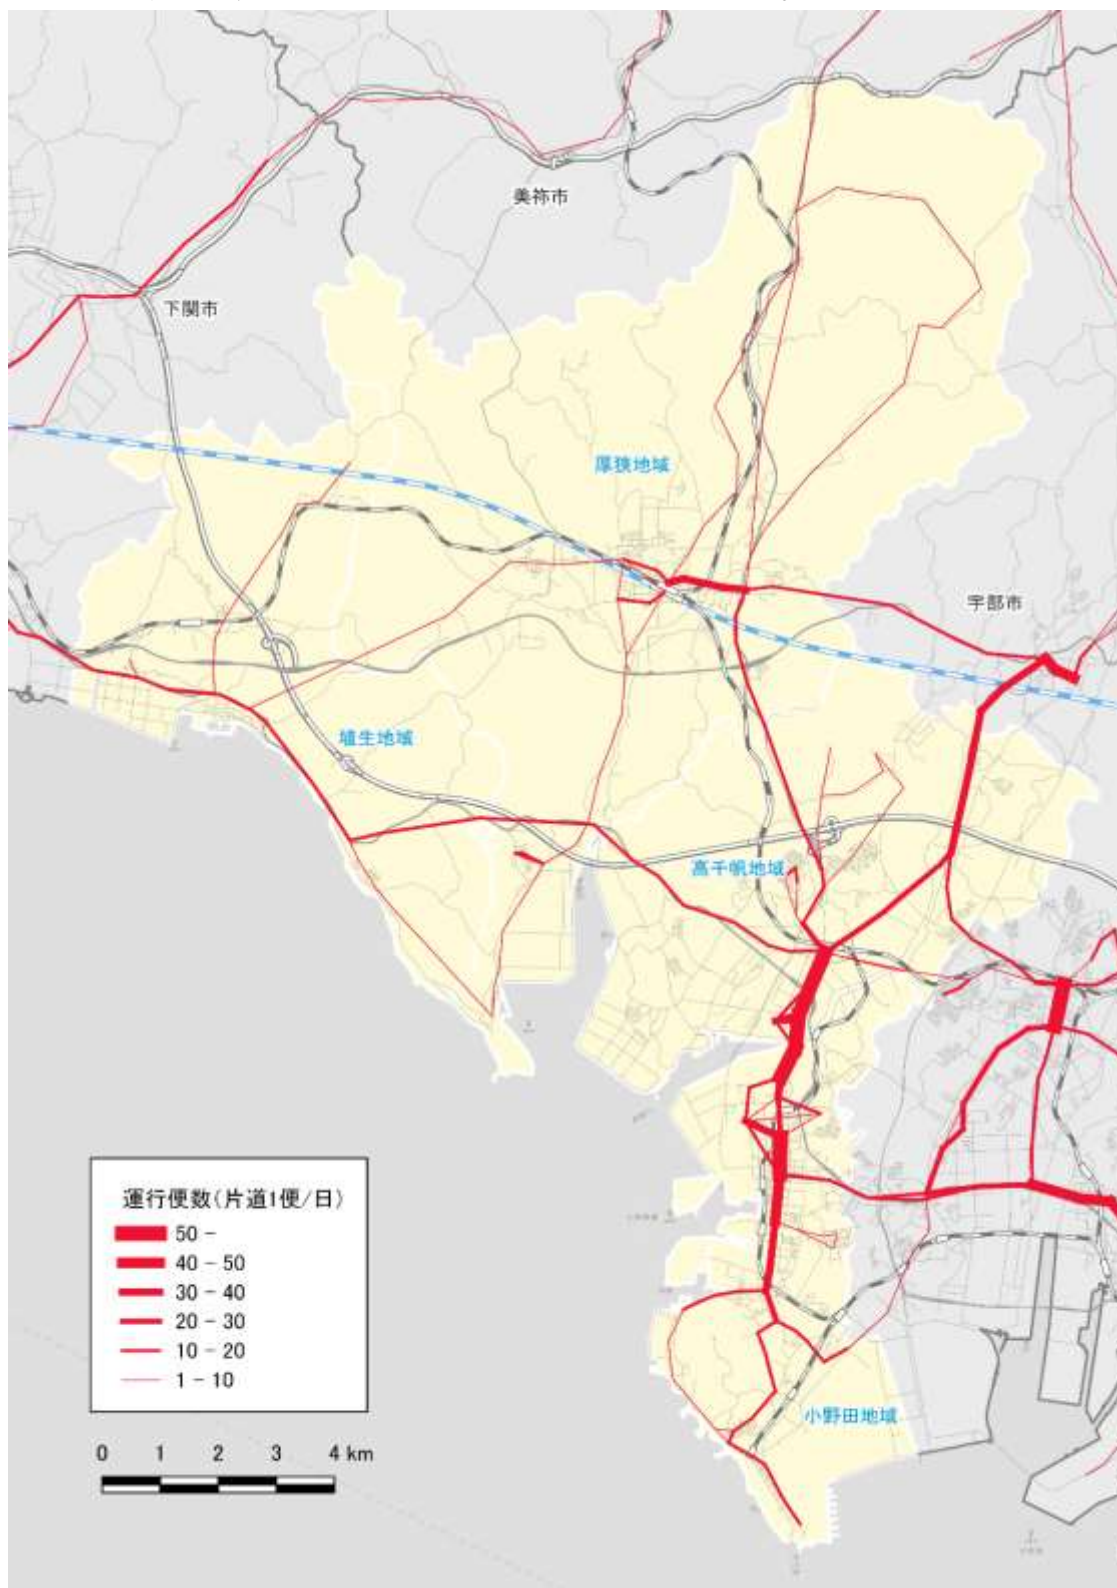 美祢市
下関市
厚狭地域
宇部市
埴生地域
高千帆地域
運行便数(片道1便/日)
50 -
40 - 50
30 - 40
20 - 30
10 - 20
1 - 10
小野田地域
0 1 2 3 4 km